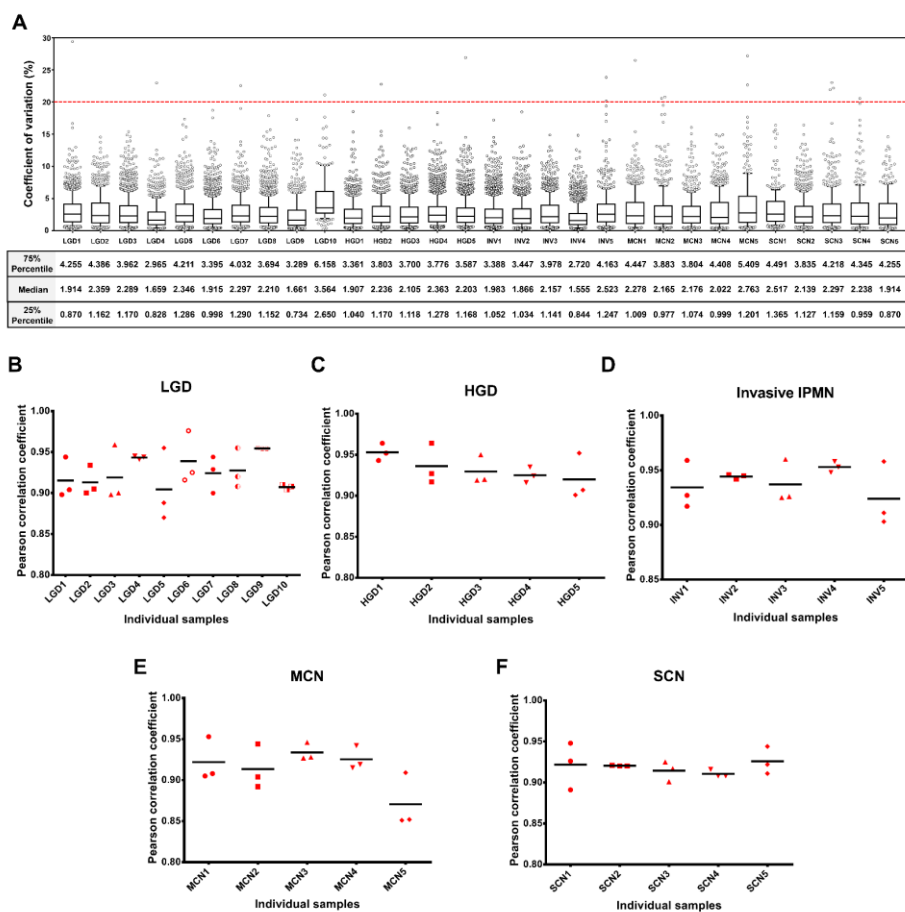 A
Coefficient of variation (%)
30
25
20
15
10
5
0
LGD1 LGD2 LGD3 LGD4 LGD5 LGD6 LGD7 LGD8 LGD9 LGD10 HGD1 HGD2 HGD3 HGD4 HGD5 INV1 INV2 INV3 INV4 INV5 MCN1 MCN2 MCN3 MCN4 MCN5 SCN1 SCN2 SCN3 SCN4 SCN5
75% Percentile 4.255 4.386 3.962 2.965 4.211 3.395 4.032 3.694 3.289 6.158 3.361 3.803 3.700 3.776 3.587 3.388 3.447 3.978 2.720 4.163 4.447 3.883 3.804 4.408 5.409 4.491 3.835 4.218 4.345 4.255
Median 1.914 2.359 2.289 1.659 2.346 1.915 2.297 2.210 1.661 3.564 1.907 2.236 2.105 2.363 2.203 1.983 1.866 2.157 1.555 2.523 2.278 2.165 2.176 2.022 2.763 2.517 2.139 2.297 2.238 1.914
25% Percentile 0.870 1.162 1.170 0.828 1.286 0.998 1.290 1.152 0.734 2.650 1.040 1.170 1.118 1.278 1.168 1.052 1.034 1.141 0.844 1.247 1.009 0.977 1.074 0.999 1.201 1.365 1.127 1.159 0.959 0.870
B
LGD
Pearson correlation coefficient
1.00
0.95
0.90
0.85
0.80
LGD1 LGD2 LGD3 LGD4 LGD5 LGD6 LGD7 LGD8 LGD9 LGD10
Individual samples
C
HGD
Pearson correlation coefficient
1.00
0.95
0.90
0.85
0.80
HGD1 HGD2 HGD3 HGD4 HGD5
Individual samples
D
Invasive IPMN
Pearson correlation coefficient
1.00
0.95
0.90
0.85
INV1 INV2 INV3 INV4 INV5
Individual samples
E
MCN
Pearson correlation coefficient
1.00
0.95
0.90
0.85
0.80
MCN1 MCN2 MCN3 MCN4 MCN5
Individual samples
F
SCN
Pearson correlation coefficient
1.00
0.95
0.90
0.85
0.80
SCN1 SCN2 SCN3 SCN4 SCN5
Individual samples